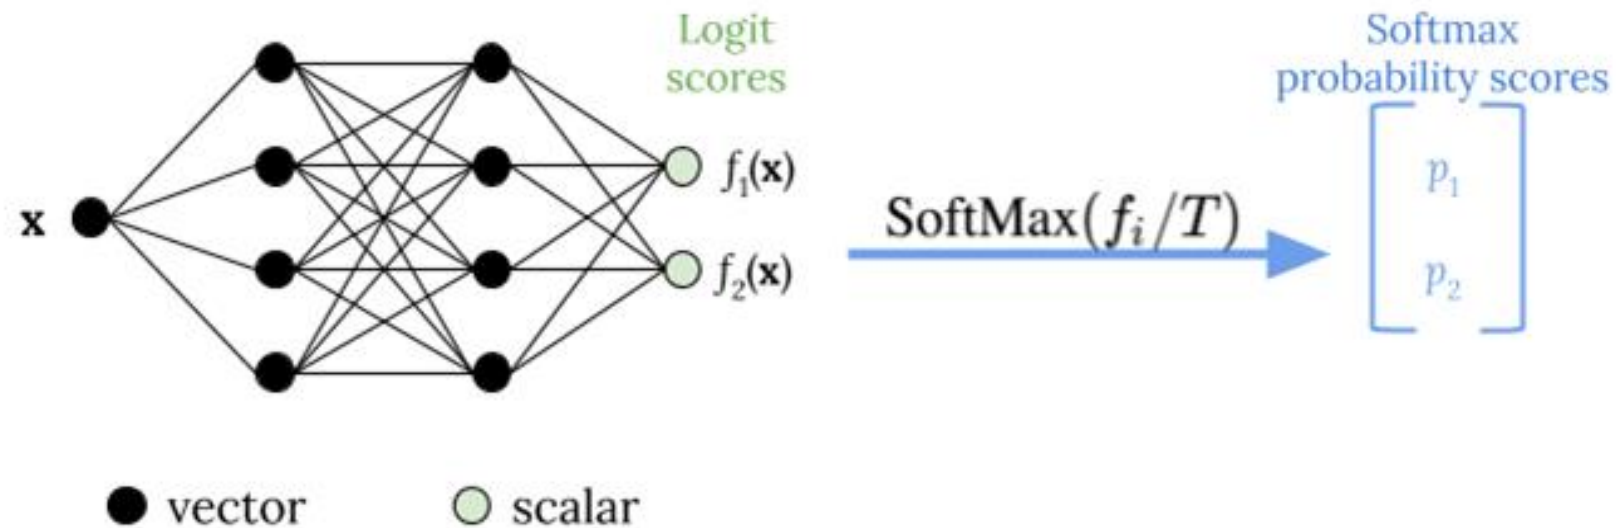 Logit
scores
Softmax
probability scores
x
f₁(x)
f₂(x)
SoftMax(fᵢ/T)
p₁
p₂
vector
scalar